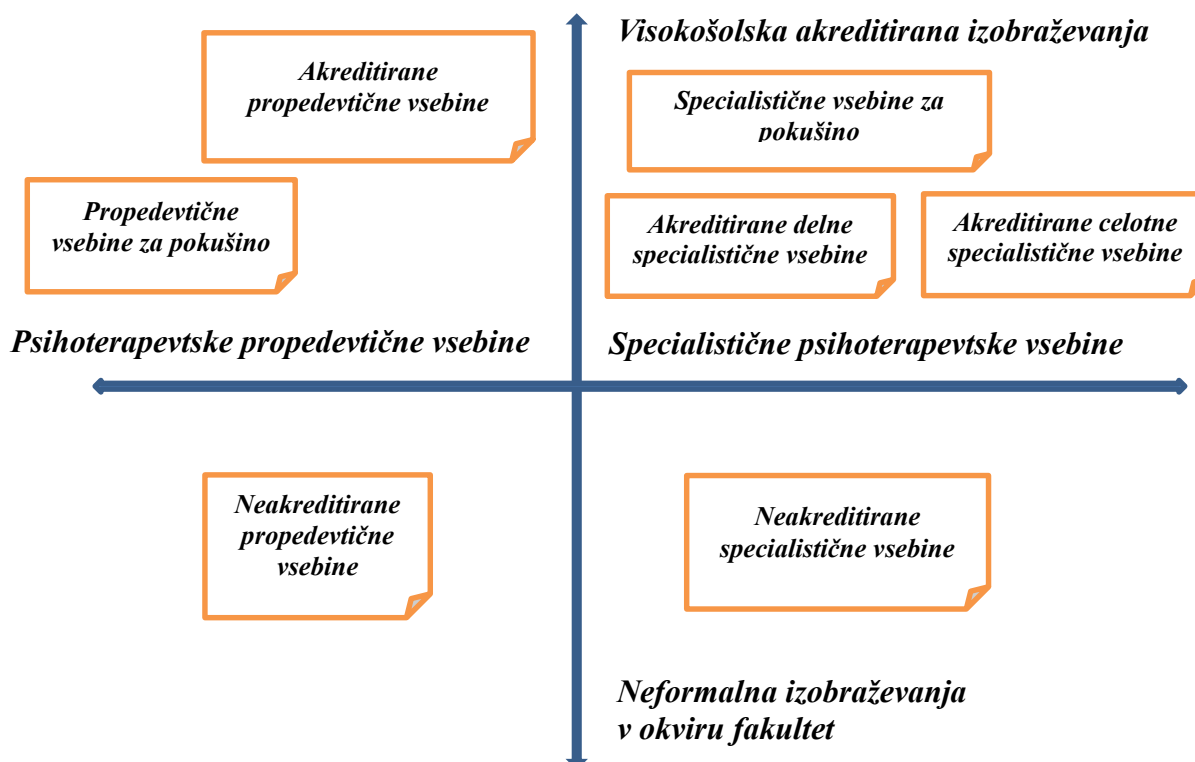 Visokošolska akreditirana izobraževanja
Akreditirane
propedevtične vsebine
Specialistične vsebine za
pokušino
Propedevtične
vsebine za pokušino
Akreditirane delne
specialistične vsebine
Akreditirane celotne
specialistične vsebine
Psihoterapevtske propedevtične vsebine
Specialistične psihoterapevtske vsebine
Neakreditirane
propedevtične
vsebine
Neakreditirane
specialistične vsebine
Neformalna izobraževanja
v okviru fakultet